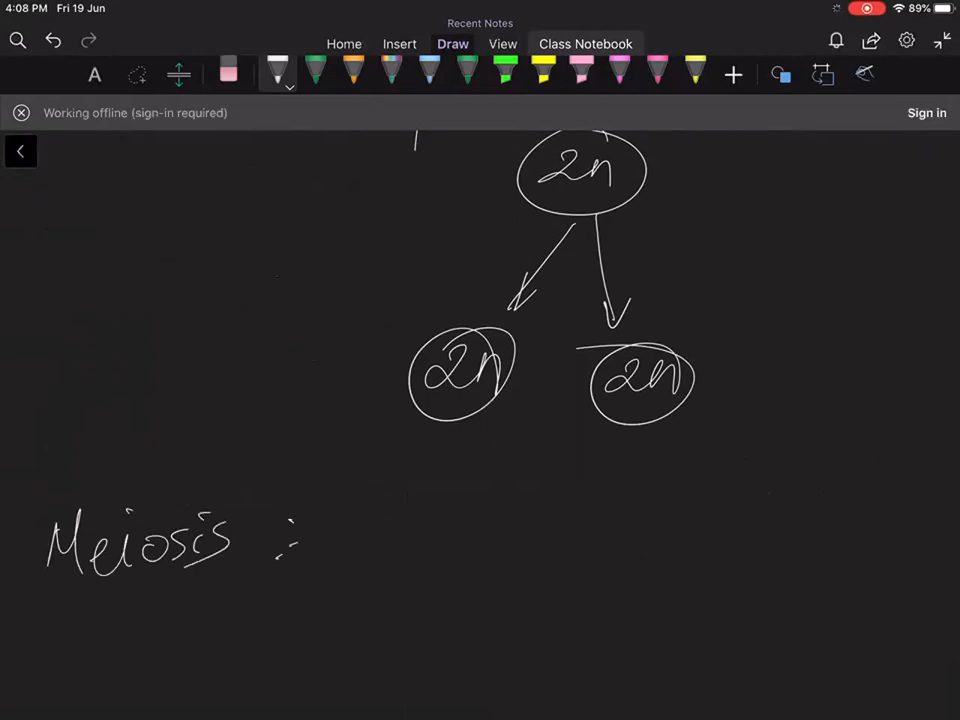 4:08 PM Fri 19 Jun 89%
Recent Notes
Home Insert Draw View Class Notebook
A
Working offline (sign-in required) Sign in
2n
2n 2n
Meiosis :-